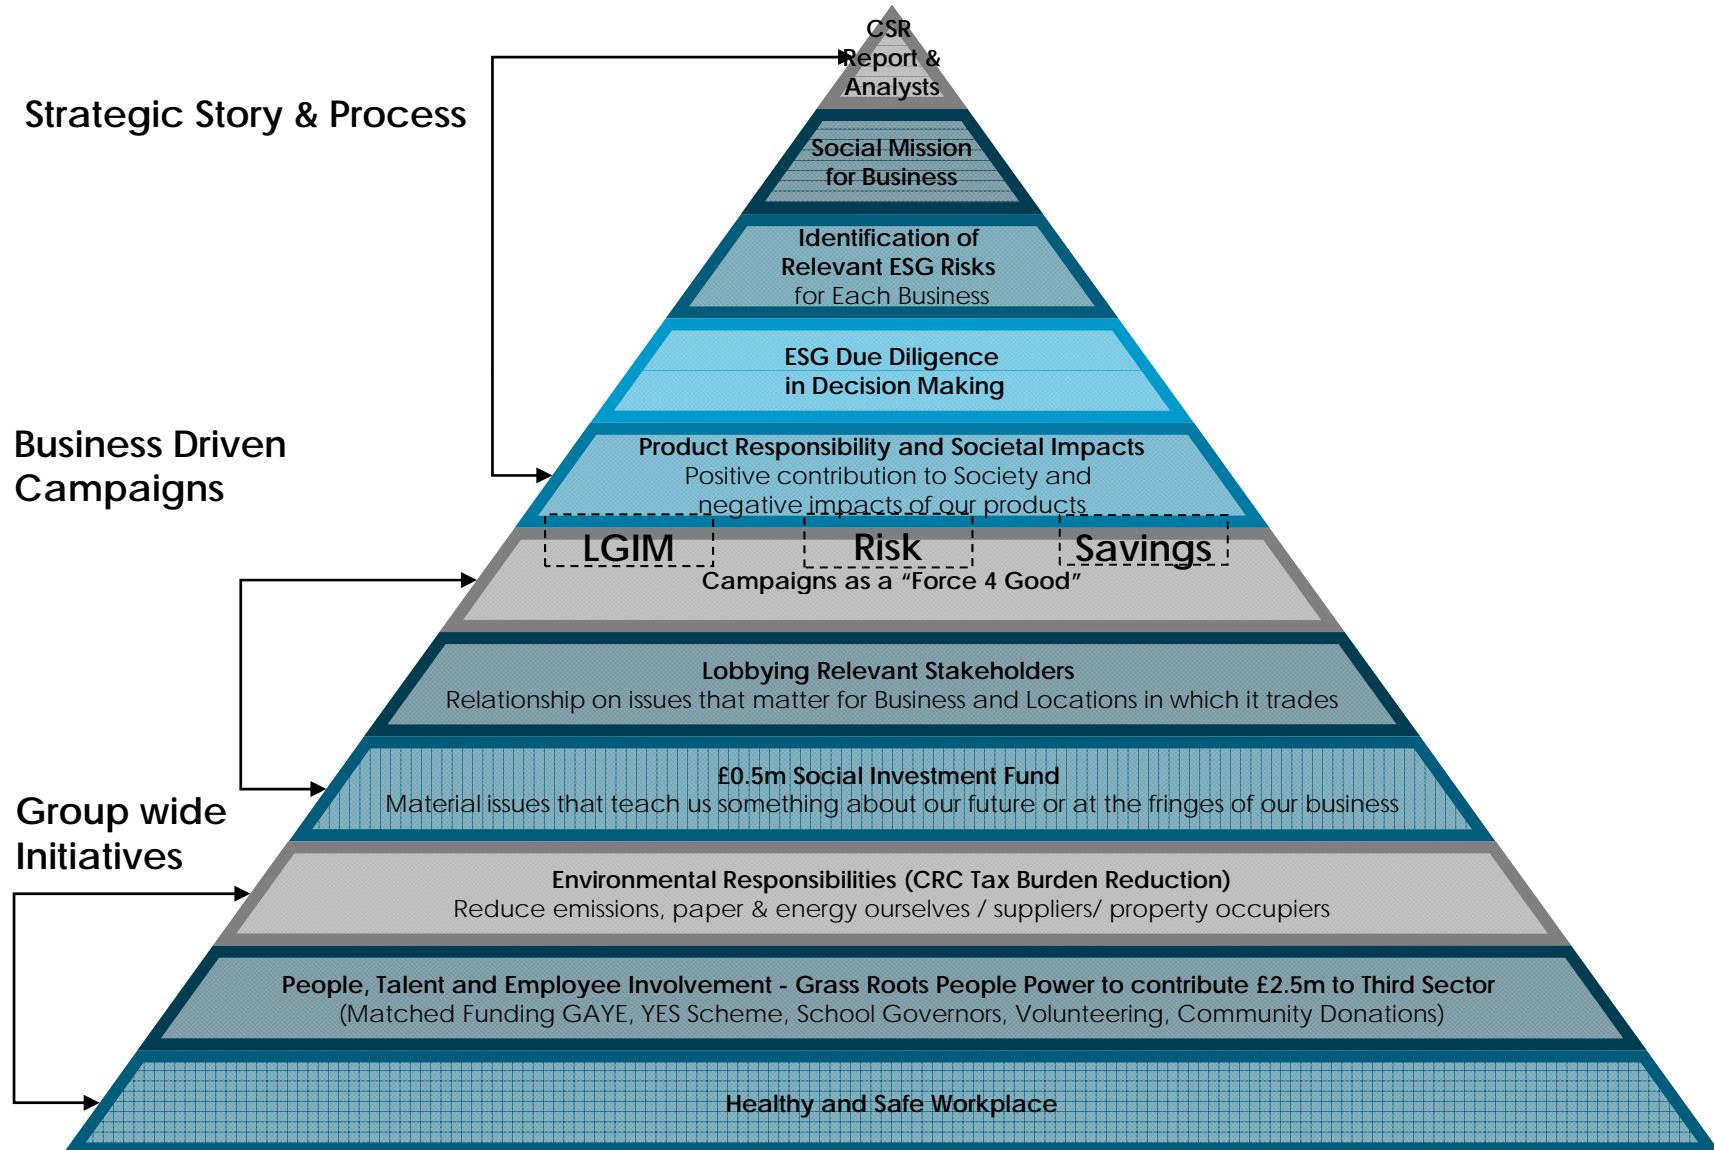 CSR
Report &
Analysts
Strategic Story & Process
Social Mission
for Business
Identification of
Relevant ESG Risks
for Each Business
ESG Due Diligence
in Decision Making
Business Driven
Campaigns
Product Responsibility and Societal Impacts
Positive contribution to Society and
negative impacts of our products
LGIM
Risk
Savings
Campaigns as a “Force 4 Good”
Lobbying Relevant Stakeholders
Relationship on issues that matter for Business and Locations in which it trades
£0.5m Social Investment Fund
Material issues that teach us something about our future or at the fringes of our business
Group wide
Initiatives
Environmental Responsibilities (CRC Tax Burden Reduction)
Reduce emissions, paper & energy ourselves / suppliers/ property occupiers
People, Talent and Employee Involvement - Grass Roots People Power to contribute £2.5m to Third Sector
(Matched Funding GAYE, YES Scheme, School Governors, Volunteering, Community Donations)
Healthy and Safe Workplace